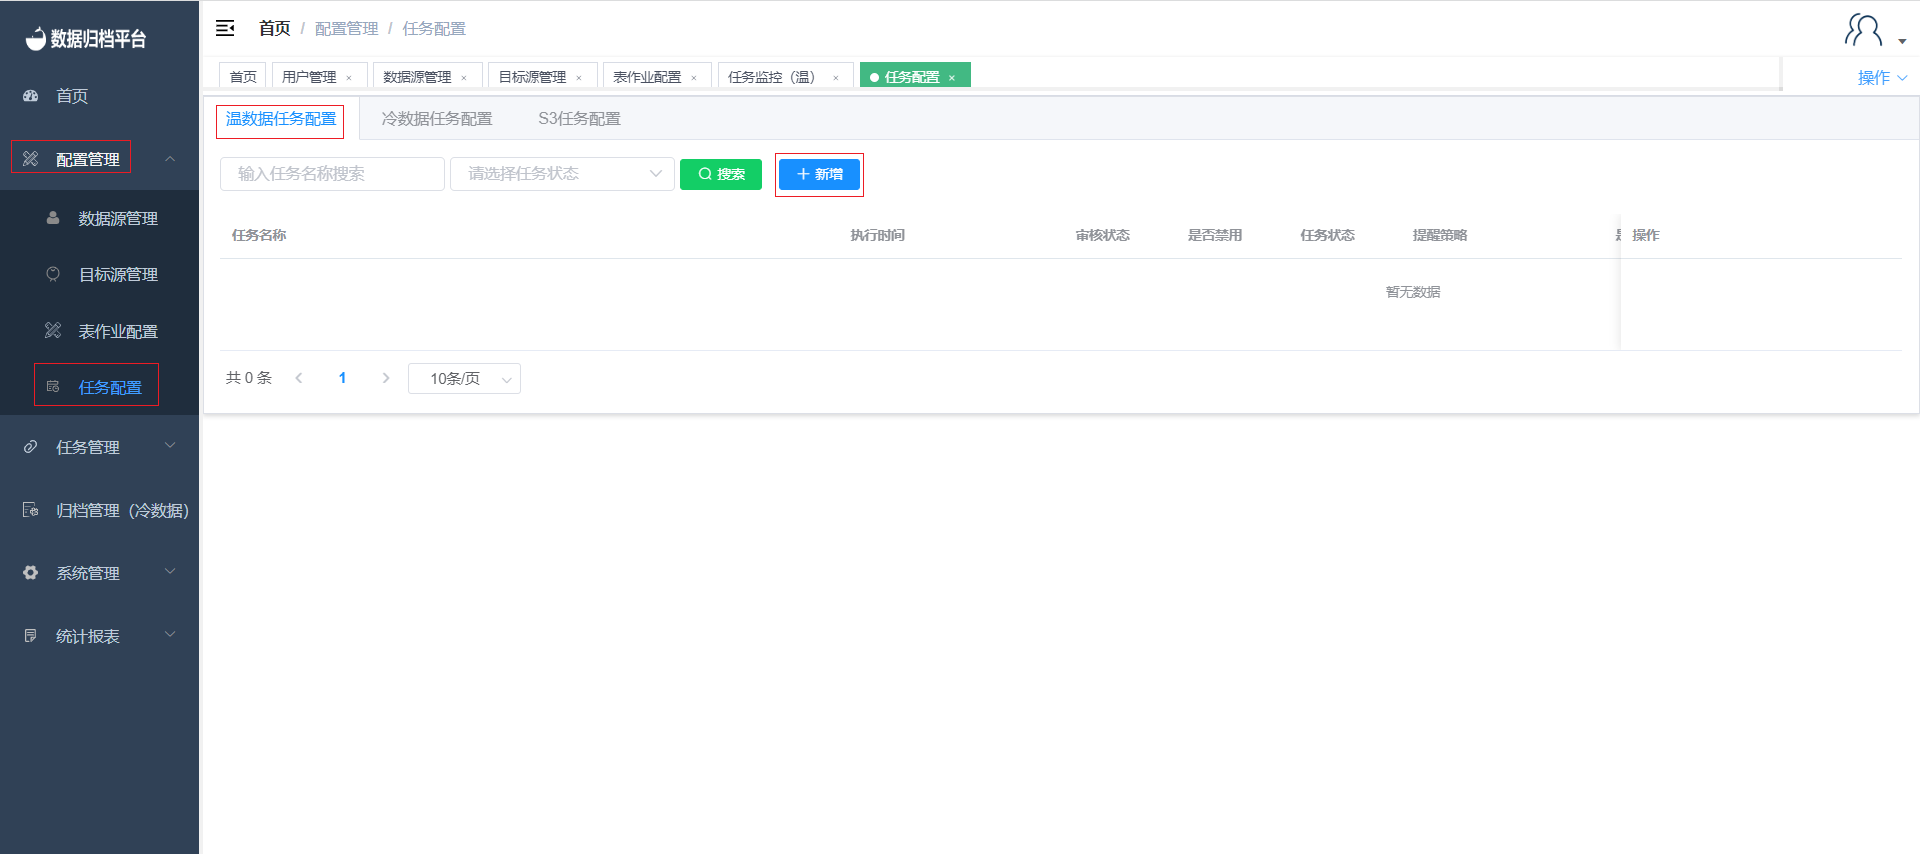 数据归档平台
首页
配置管理
数据源管理
目标源管理
表作业配置
任务配置
任务管理
归档管理（冷数据）
系统管理
统计报表
首页 / 配置管理 / 任务配置
首页 用户管理 × 数据源管理 × 目标源管理 × 表作业配置 × 任务监控（温） × 任务配置 × 操作
温数据任务配置 冷数据任务配置 S3任务配置
输入任务名称搜索 请选择任务状态 搜索 + 新增
任务名称 执行时间 审核状态 是否禁用 任务状态 提醒策略 操作
暂无数据
共 0 条 < 1 > 10条/页